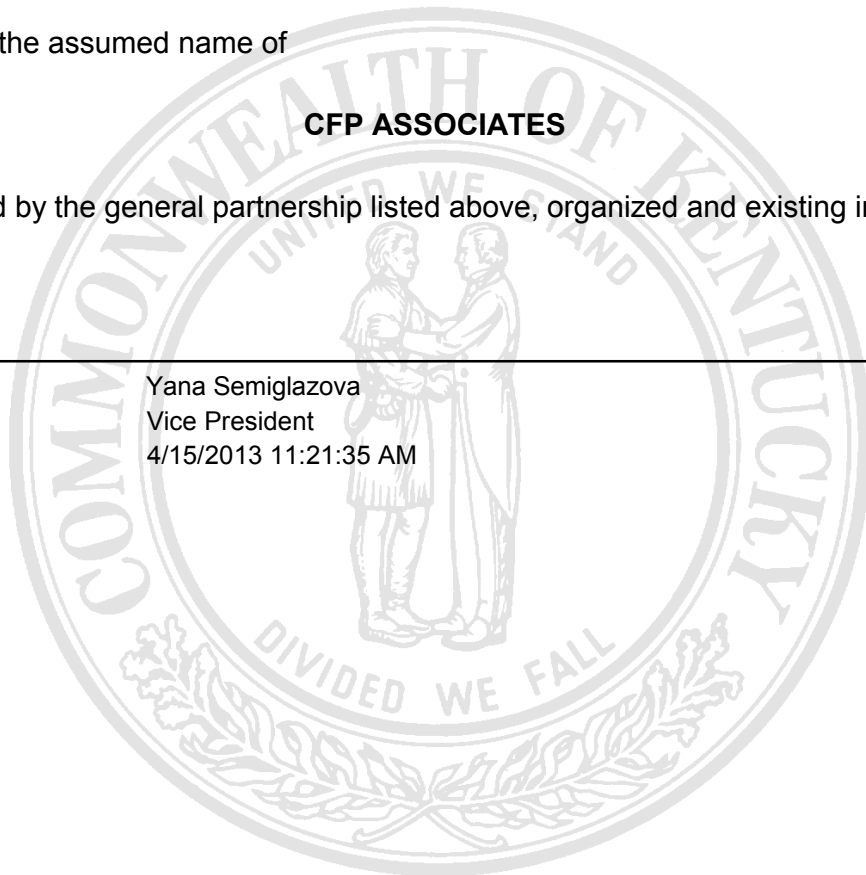 the assumed name of
CFP ASSOCIATES
d by the general partnership listed above, organized and existing in
Yana Semiglazova
Vice President
4/15/2013 11:21:35 AM
COMMONWEALTH OF KENTUCKY
UNITED WE STAND
DIVIDED WE FALL